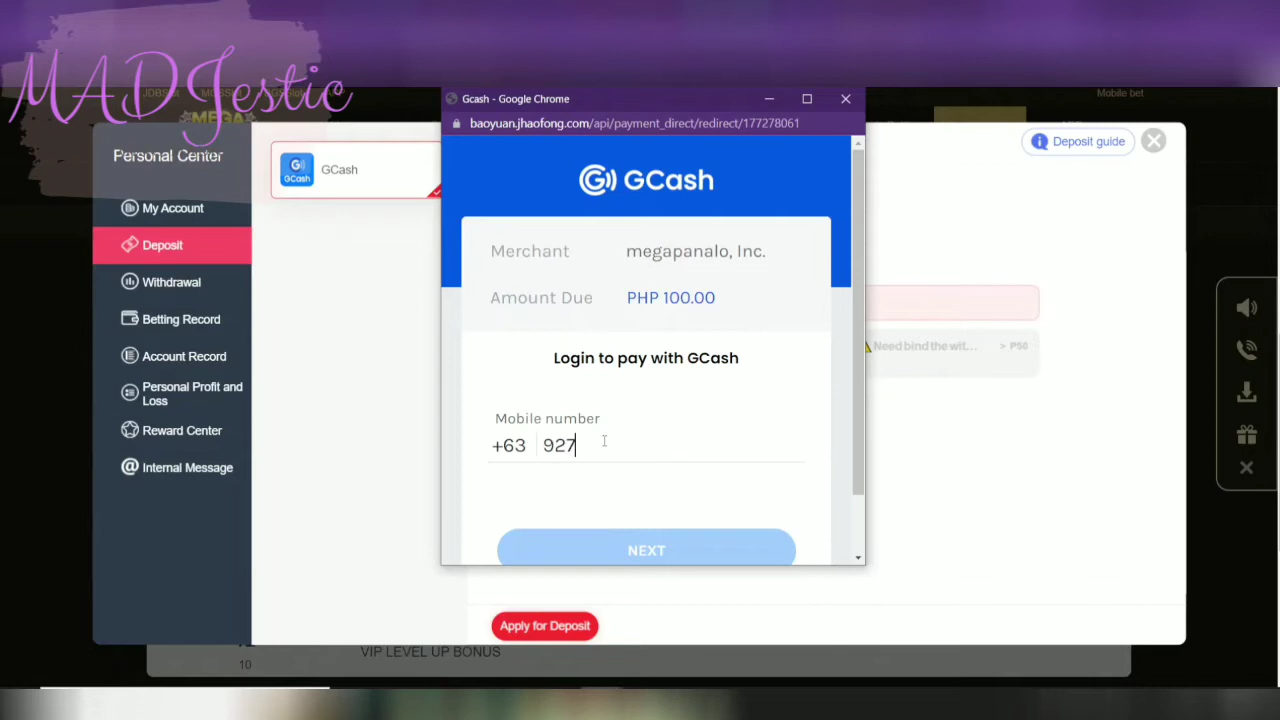 MADJestic
JDB
MEGA
Mobile bet
Gcash - Google Chrome
baoyuan.jhaofong.com/api/payment_direct/redirect/177278061
Personal Center
GCash
GCash
Deposit guide
My Account
Deposit
Withdrawal
Betting Record
Account Record
Personal Profit and
Loss
Reward Center
Internal Message
GCash
Merchant megapanalo, Inc.
Amount Due PHP 100.00
Login to pay with GCash
Mobile number
+63 927
NEXT
Need bind the wit... > P50
Apply for Deposit
VIP LEVEL UP BONUS
10